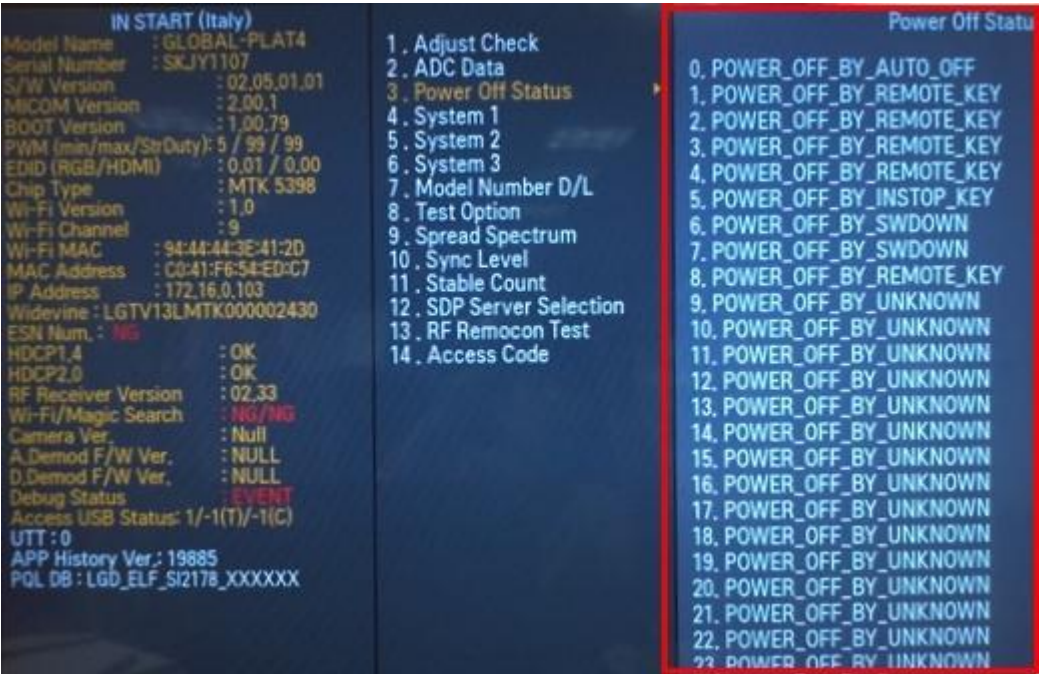 IN START (Italy)
Model Name : GLOBAL-PLAT4
Serial Number : SKJY1107
S/W Version : 02.05.01.01
MICOM Version : 2.00.1
BOOT Version : 1.00.79
PWM (min/max/StrDuty): 5 / 99 / 99
EDID (RGB/HDMI) : 0.01 / 0.00
Chip Type : MTK 5398
Wi-Fi Version : 1.0
Wi-Fi Channel : 9
Wi-Fi MAC : 94:44:44:3E:41:2D
MAC Address : C0:41:F6:54:ED:C7
IP Address : 172.16.0.103
Widevine : LGTV13LMTK000002430
ESN Num. : NG
HDCP1.4 : OK
HDCP2.0 : OK
RF Receiver Version : 02.33
Wi-Fi/Magic Search : NG/NG
Camera Ver. : Null
A.Demod F/W Ver. : NULL
D.Demod F/W Ver. : NULL
Debug Status : EVENT
Access USB Status: 1/-1(T)/-1(C)
UTT : 0
APP History Ver.: 19885
PQL DB : LGD_ELF_SI2178_XXXXXX
1. Adjust Check
2. ADC Data
3. Power Off Status
4. System 1
5. System 2
6. System 3
7. Model Number D/L
8. Test Option
9. Spread Spectrum
10. Sync Level
11. Stable Count
12. SDP Server Selection
13. RF Remocon Test
14. Access Code
Power Off Statu
0. POWER_OFF_BY_AUTO_OFF
1. POWER_OFF_BY_REMOTE_KEY
2. POWER_OFF_BY_REMOTE_KEY
3. POWER_OFF_BY_REMOTE_KEY
4. POWER_OFF_BY_REMOTE_KEY
5. POWER_OFF_BY_INSTOP_KEY
6. POWER_OFF_BY_SWDOWN
7. POWER_OFF_BY_SWDOWN
8. POWER_OFF_BY_REMOTE_KEY
9. POWER_OFF_BY_UNKNOWN
10. POWER_OFF_BY_UNKNOWN
11. POWER_OFF_BY_UNKNOWN
12. POWER_OFF_BY_UNKNOWN
13. POWER_OFF_BY_UNKNOWN
14. POWER_OFF_BY_UNKNOWN
15. POWER_OFF_BY_UNKNOWN
16. POWER_OFF_BY_UNKNOWN
17. POWER_OFF_BY_UNKNOWN
18. POWER_OFF_BY_UNKNOWN
19. POWER_OFF_BY_UNKNOWN
20. POWER_OFF_BY_UNKNOWN
21. POWER_OFF_BY_UNKNOWN
22. POWER_OFF_BY_UNKNOWN
23. POWER_OFF_BY_UNKNOWN